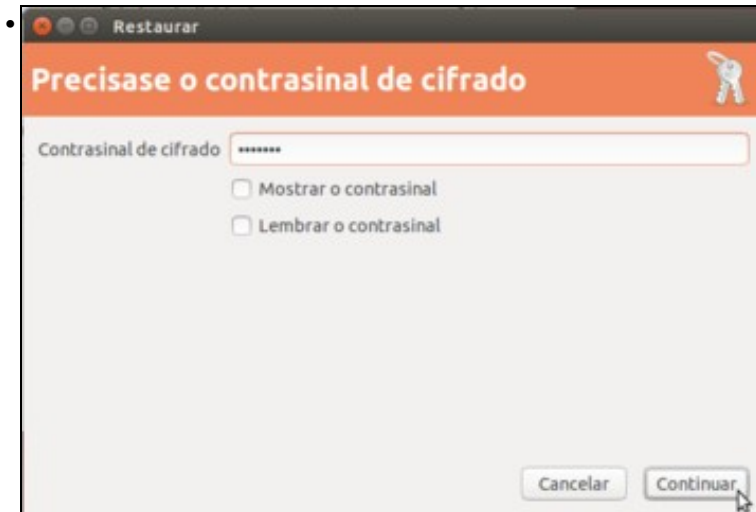 Restaurar
Precisase o contrasinal de cifrado
Contrasinal de cifrado •••••••
Mostrar o contrasinal
Lembrar o contrasinal
Cancelar Continuar